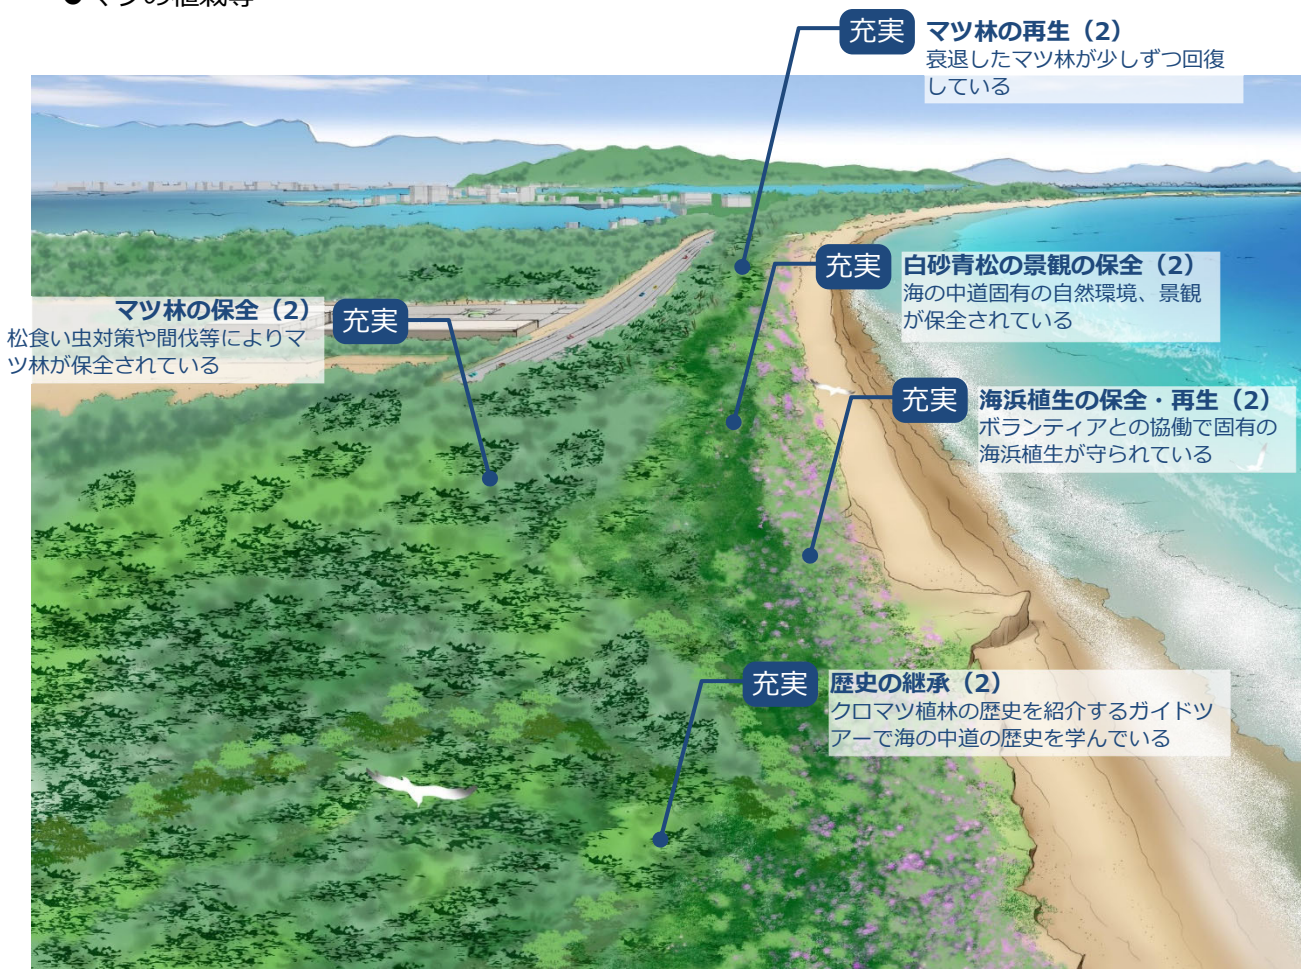 充実 マツ林の再生（2）
衰退したマツ林が少しずつ回復
している
充実 白砂青松の景観の保全（2）
海の中道固有の自然環境、景観
が保全されている
マツ林の保全（2） 充実
松食い虫対策や間伐等によりマ
ツ林が保全されている
充実 海浜植生の保全・再生（2）
ボランティアとの協働で固有の
海浜植生が守られている
充実 歴史の継承（2）
クロマツ植林の歴史を紹介するガイドツ
アーで海の中道の歴史を学んでいる